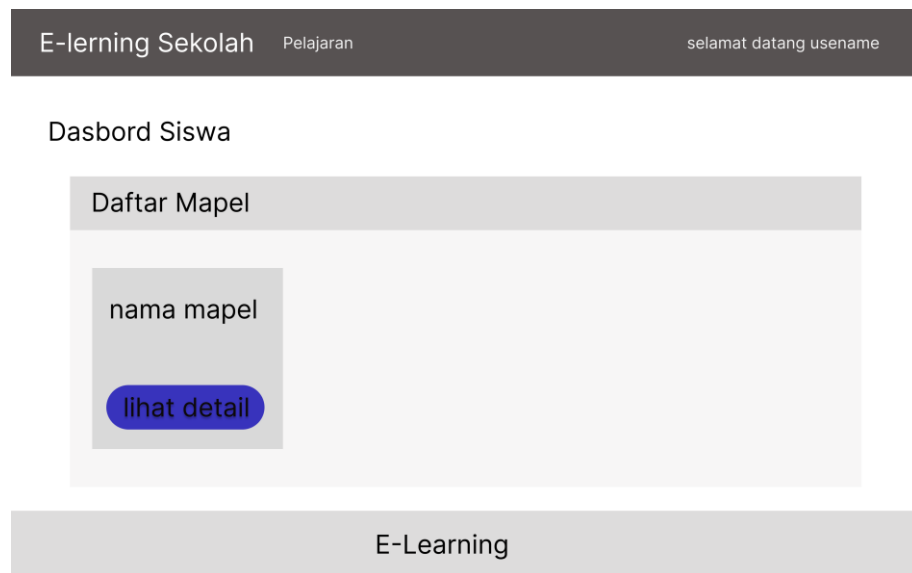 E-lerning Sekolah Pelajaran selamat datang usename
Dasbord Siswa
Daftar Mapel
nama mapel
lihat detail
E-Learning